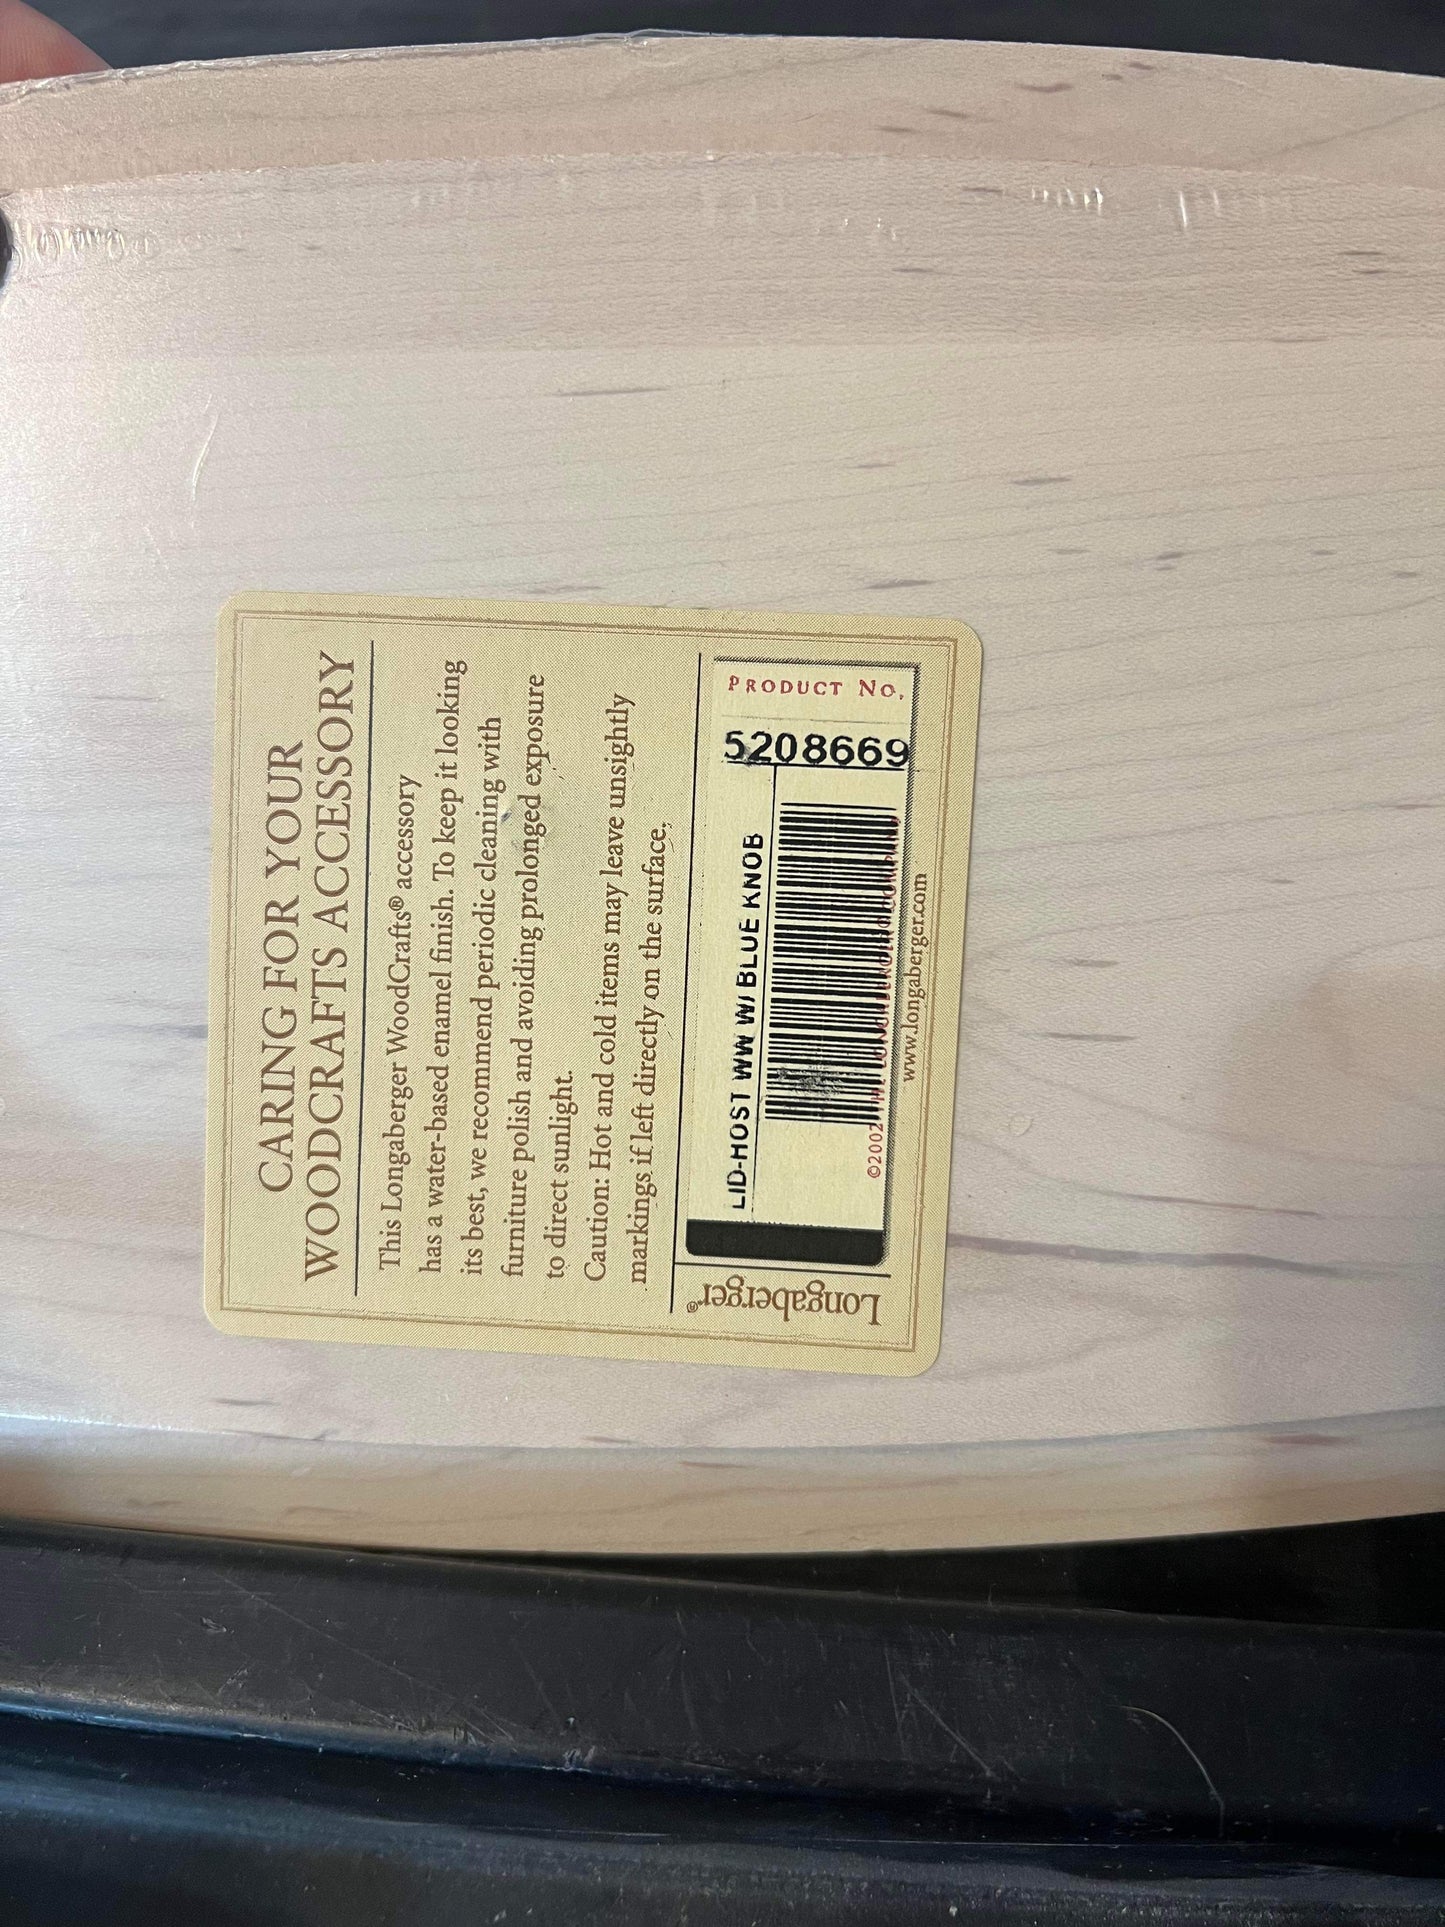 CARING FOR YOUR
WOODCRAFTS ACCESSORY
This Longaberger WoodCrafts® accessory
has a water-based enamel finish. To keep it looking
its best, we recommend periodic cleaning with
furniture polish and avoiding prolonged exposure
to direct sunlight.
Caution: Hot and cold items may leave unsightly
markings if left directly on the surface.
Longaberger®
PRODUCT NO.
5208669
LID-HOST WW W/ BLUE KNOB
©2002
www.longaberger.com